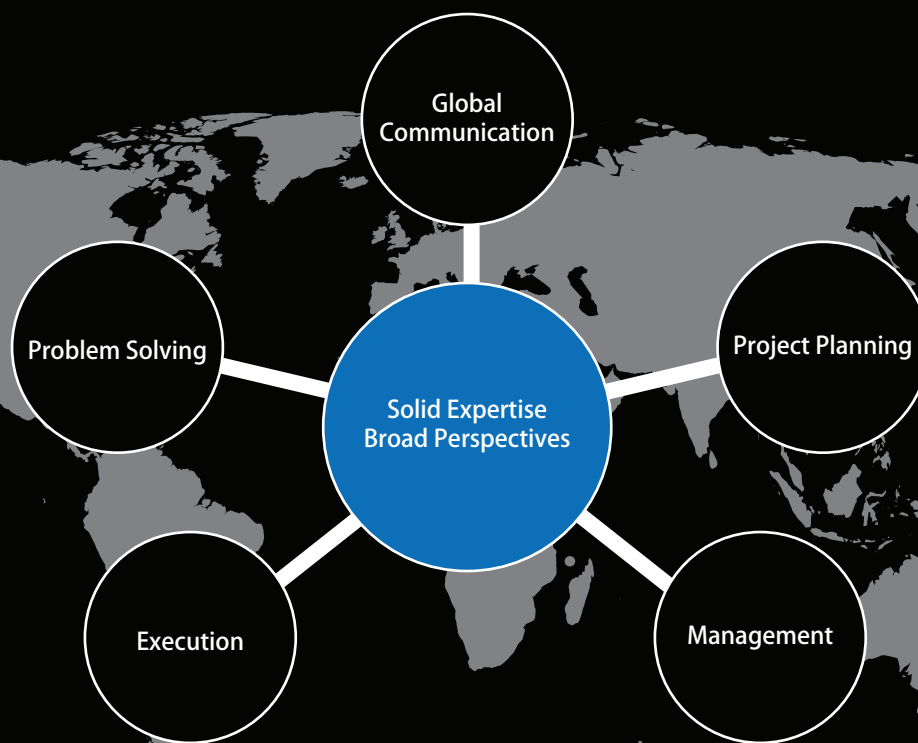 Global
Communication
Problem Solving
Project Planning
Solid Expertise
Broad Perspectives
Execution
Management